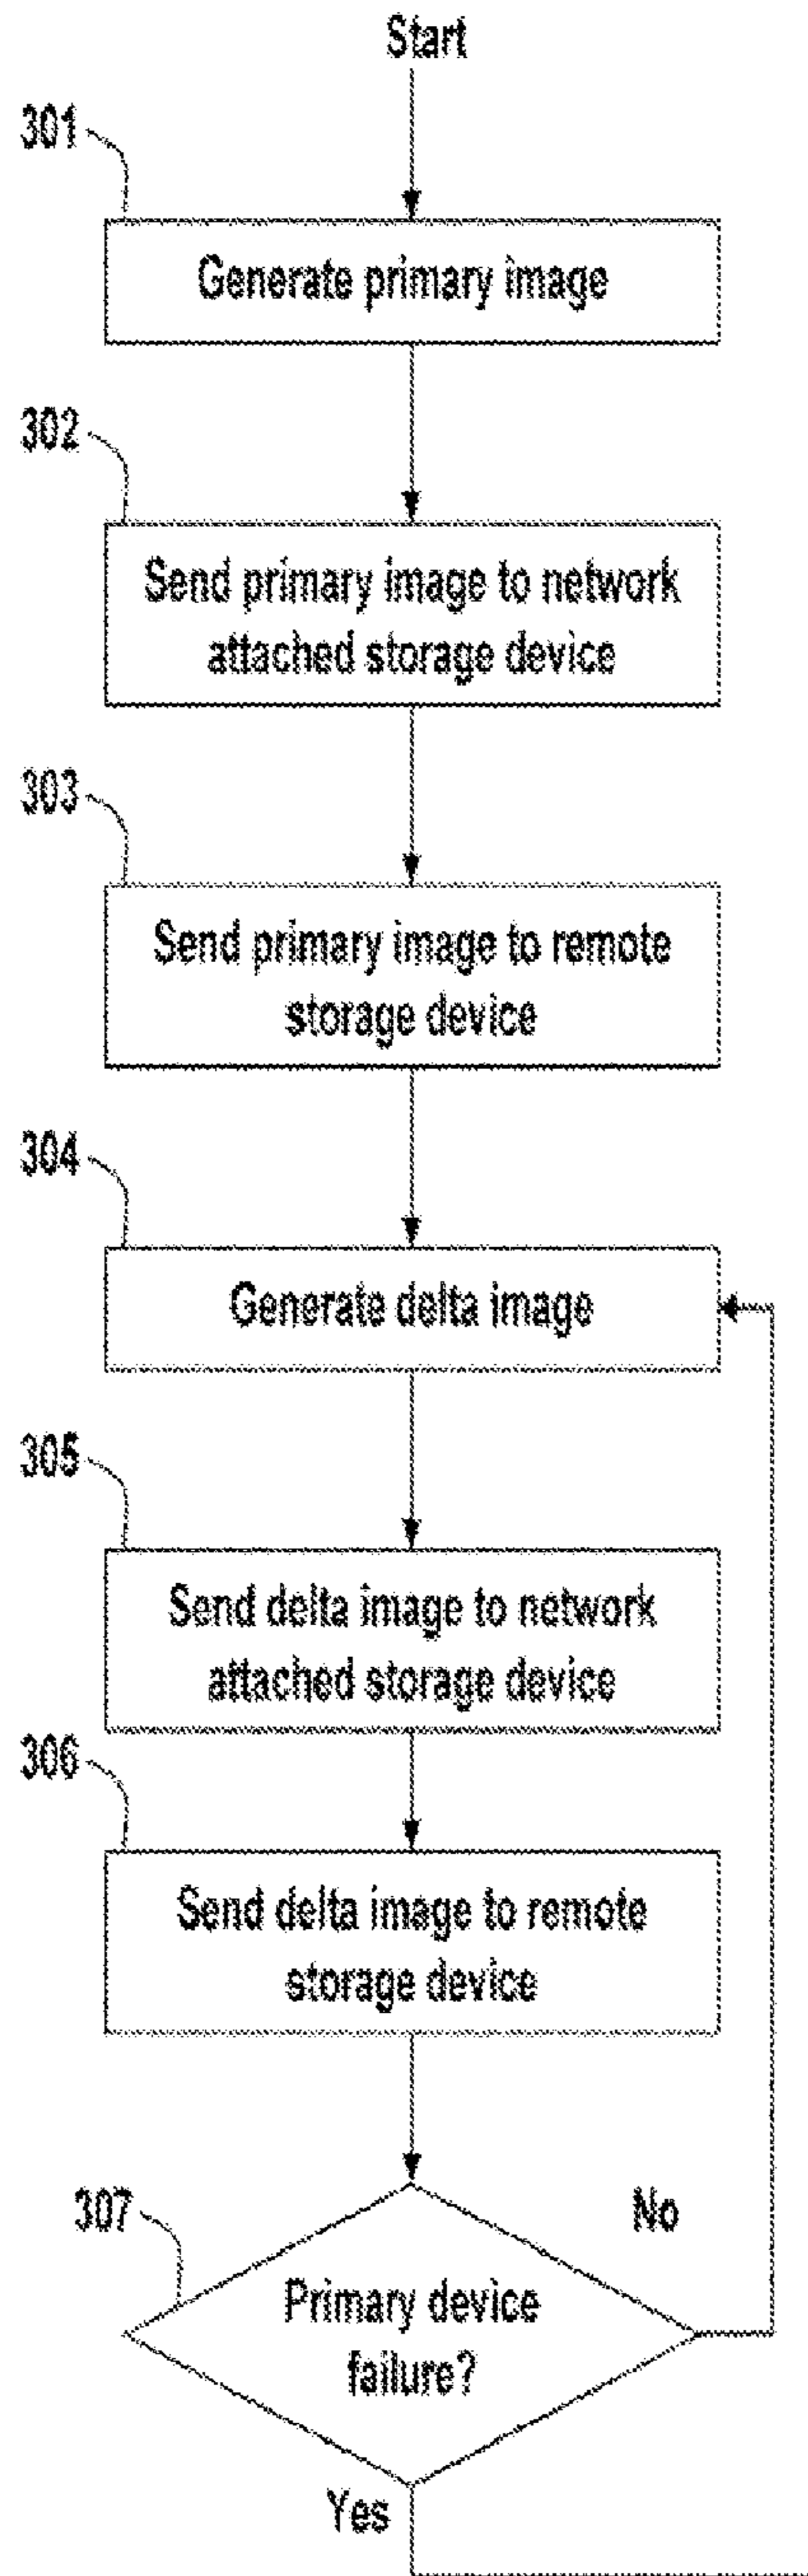 Start
301
Generate primary image
302
Send primary image to network
attached storage device
303
Send primary image to remote
storage device
304
Generate delta image
305
Send delta image to network
attached storage device
306
Send delta image to remote
storage device
307
No
Primary device
failure?
Yes